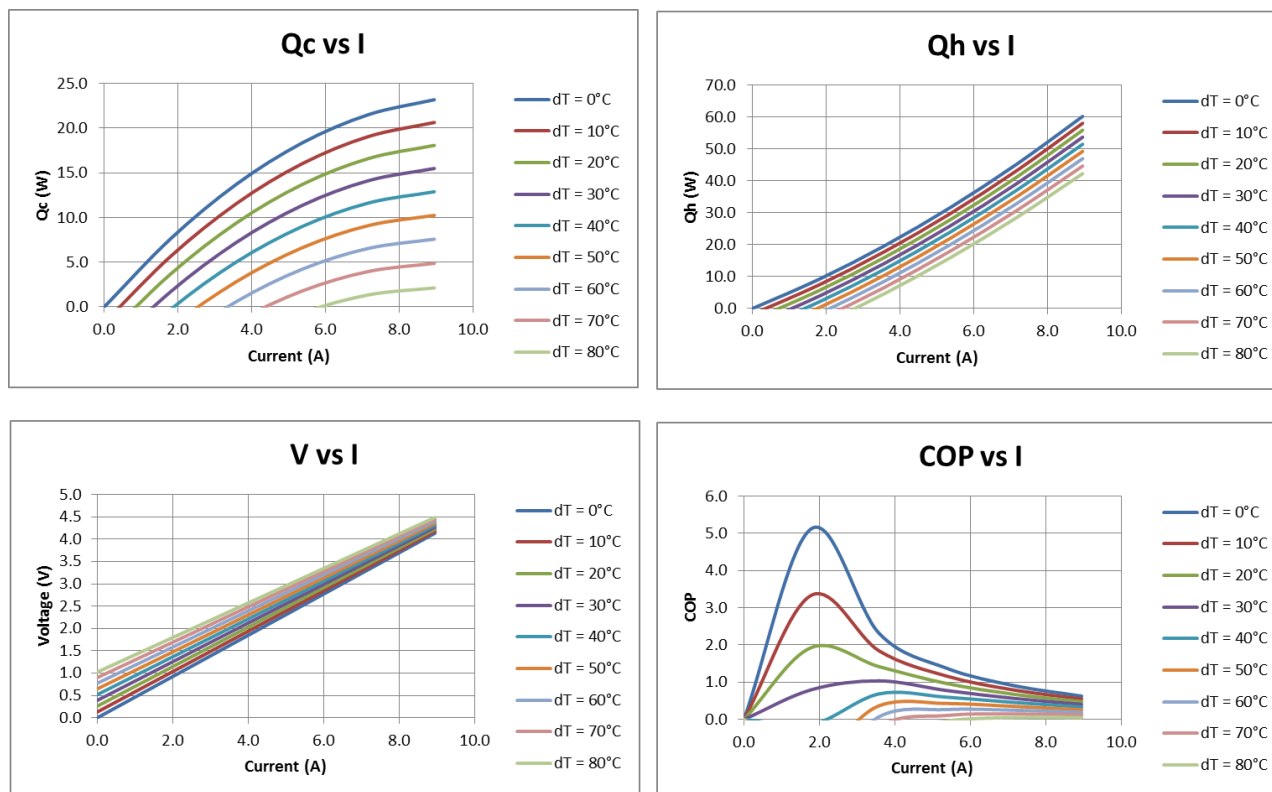 Qc vs I
Qc (W)
25.0
20.0
15.0
10.0
5.0
0.0
0.0 2.0 4.0 6.0 8.0 10.0
Current (A)
dT = 0°C
dT = 10°C
dT = 20°C
dT = 30°C
dT = 40°C
dT = 50°C
dT = 60°C
dT = 70°C
dT = 80°C
Qh vs I
Qh (W)
70.0
60.0
50.0
40.0
30.0
20.0
10.0
0.0
0.0 2.0 4.0 6.0 8.0 10.0
Current (A)
dT = 0°C
dT = 10°C
dT = 20°C
dT = 30°C
dT = 40°C
dT = 50°C
dT = 60°C
dT = 70°C
dT = 80°C
V vs I
Voltage (V)
5.0
4.5
4.0
3.5
3.0
2.5
2.0
1.5
1.0
0.5
0.0
0.0 2.0 4.0 6.0 8.0 10.0
Current (A)
dT = 0°C
dT = 10°C
dT = 20°C
dT = 30°C
dT = 40°C
dT = 50°C
dT = 60°C
dT = 70°C
dT = 80°C
COP vs I
COP
6.0
5.0
4.0
3.0
2.0
1.0
0.0
0.0 2.0 4.0 6.0 8.0 10.0
Current (A)
dT = 0°C
dT = 10°C
dT = 20°C
dT = 30°C
dT = 40°C
dT = 50°C
dT = 60°C
dT = 70°C
dT = 80°C